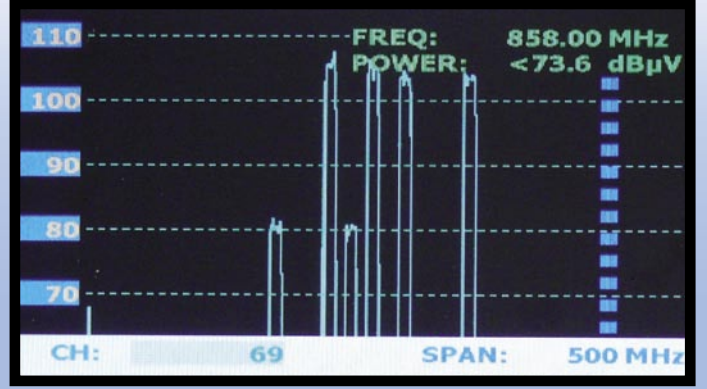 110 FREQ: 858.00 MHz
POWER: <73.6 dBµV
100
90
80
70
CH: 69 SPAN: 500 MHz